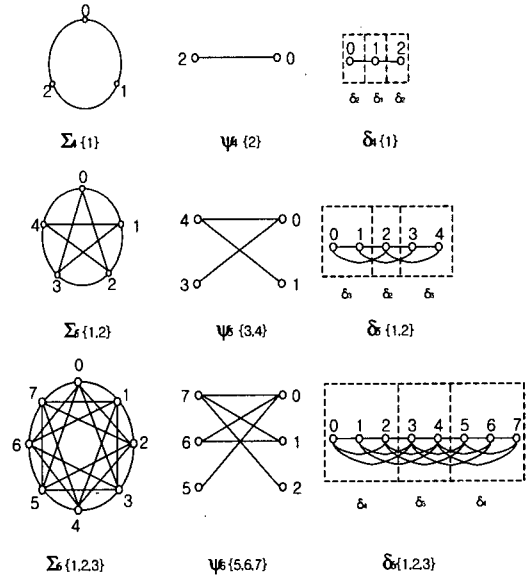 0
2 1
2 0
0 1 2
δ₂ δ₁ δ₂
Σ₄{1} ψ₄{2} δ₄{1}
0
4 1
3 2
4 0
3 1
0 1 2 3 4
δ₃ δ₂ δ₃
Σ₅{1,2} ψ₅{3,4} δ₅{1,2}
0
7 1
6 2
5 3
4
7 0
6 1
5 2
0 1 2 3 4 5 6 7
δ₄ δ₃ δ₄
Σ₆{1,2,3} ψ₆{5,6,7} δ₆{1,2,3}